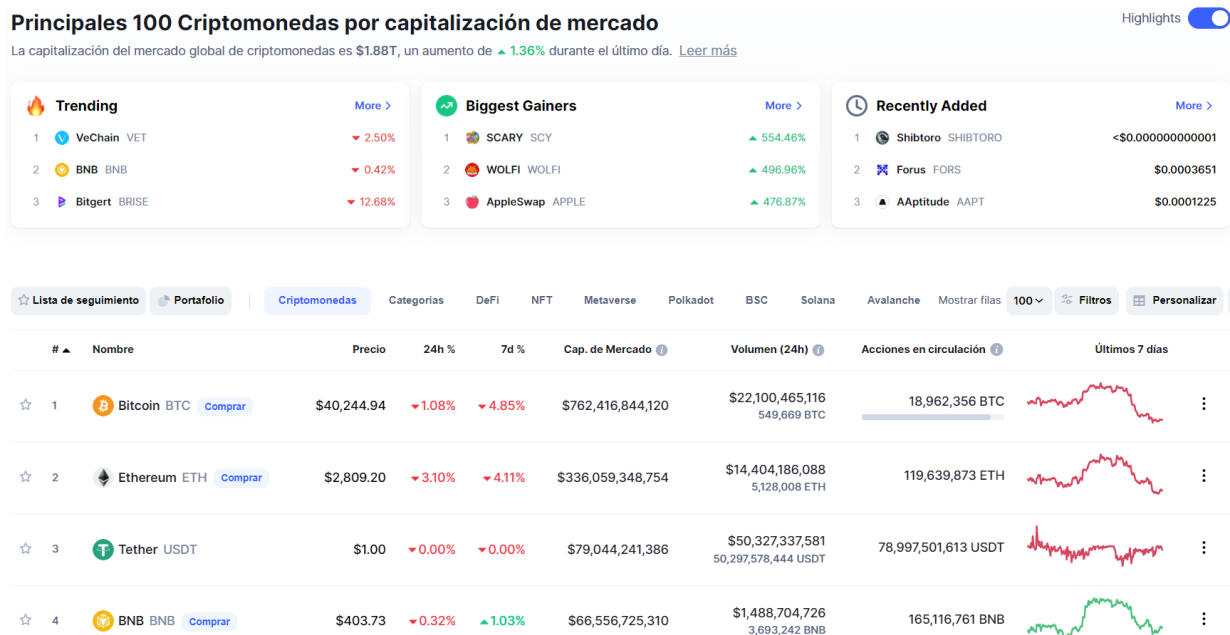 Principales 100 Criptomonedas por capitalización de mercado
Highlights
La capitalización del mercado global de criptomonedas es $1.88T, un aumento de 1.36% durante el último día. Leer más
Trending More >
1 VeChain VET 2.50%
2 BNB BNB 0.42%
3 Bitgert BRISE 12.68%
Biggest Gainers More >
1 SCARY SCY 554.46%
2 WOLFI WOLFI 496.96%
3 AppleSwap APPLE 476.87%
Recently Added More >
1 Shibtoro SHIBTORO <$0.000000000001
2 Forus FORS $0.0003651
3 AAptitude AAPT $0.0001225
Lista de seguimiento Portafolio Criptomonedas Categorias DeFi NFT Metaverse Polkadot BSC Solana Avalanche Mostrar filas 100 Filtros Personalizar
# Nombre Precio 24h % 7d % Cap. de Mercado Volumen (24h) Acciones en circulación Últimos 7 días
1 Bitcoin BTC Comprar $40,244.94 1.08% 4.85% $762,416,844,120 $22,100,465,116 18,962,356 BTC
549,669 BTC
2 Ethereum ETH Comprar $2,809.20 3.10% 4.11% $336,059,348,754 $14,404,186,088 119,639,873 ETH
5,128,008 ETH
3 Tether USDT $1.00 0.00% 0.00% $79,044,241,386 $50,327,337,581 78,997,501,613 USDT
50,297,578,444 USDT
4 BNB BNB Comprar $403.73 0.32% 1.03% $66,556,725,310 $1,488,704,726 165,116,761 BNB
3,693,242 BNB